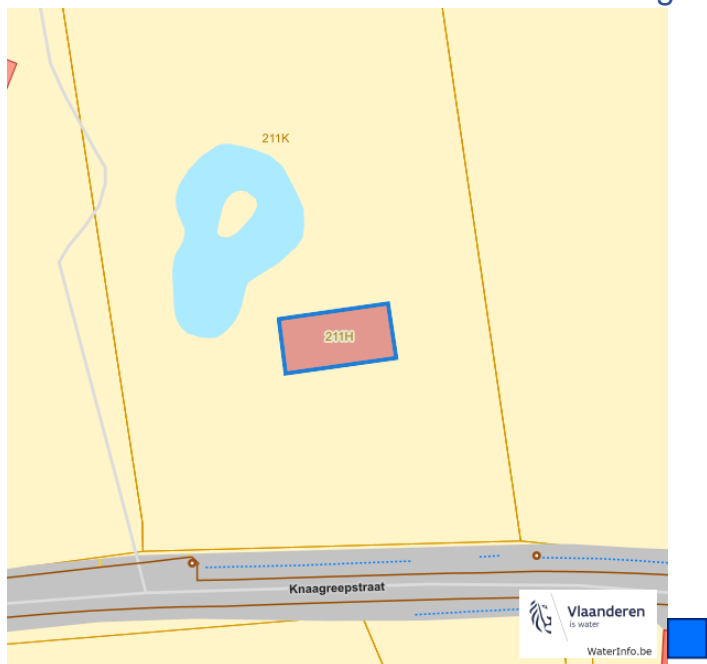 211K
211H
Knaagreepstraat
Vlaanderen
is water
WaterInfo.be